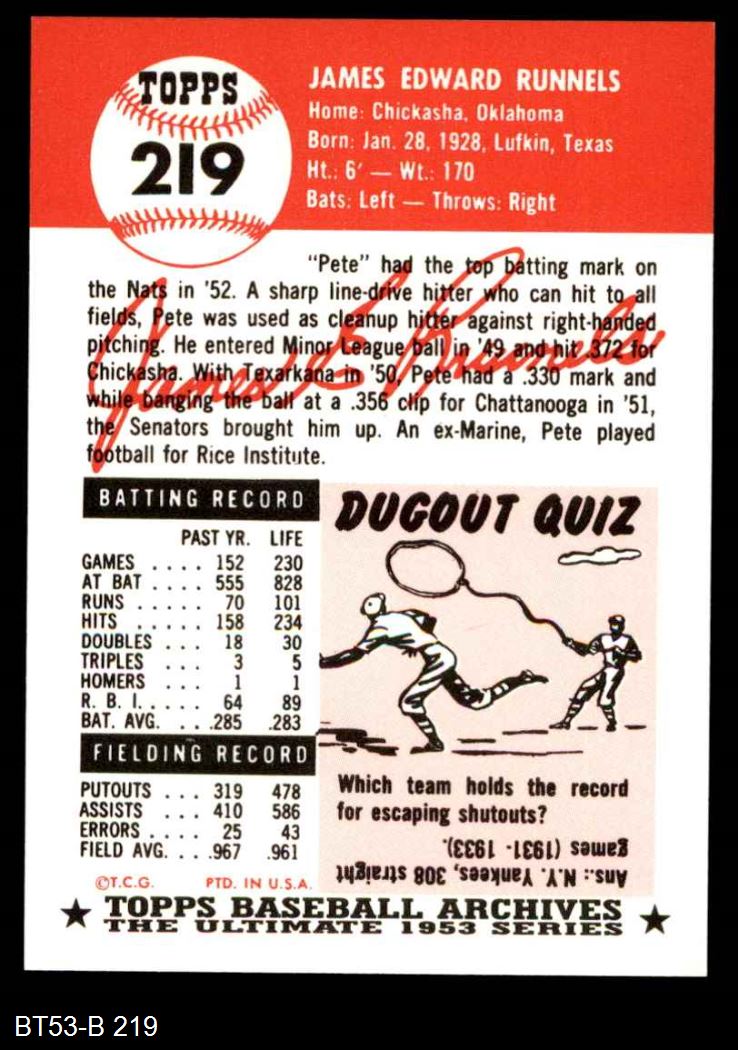 TOPPS
219
JAMES EDWARD RUNNELS
Home: Chickasha, Oklahoma
Born: Jan. 28, 1928, Lufkin, Texas
Ht.: 6' — Wt.: 170
Bats: Left — Throws: Right
"Pete" had the top batting mark on
the Nats in '52. A sharp line-drive hitter who can hit to all
fields, Pete was used as cleanup hitter against right-handed
pitching. He entered Minor League ball in '49 and hit .372 for
Chickasha. With Texarkana in '50, Pete had a .330 mark and
while banging the ball at a .356 clip for Chattanooga in '51,
the Senators brought him up. An ex-Marine, Pete played
football for Rice Institute.
James E Runnels
BATTING RECORD
PAST YR. LIFE
GAMES .... 152 230
AT BAT .... 555 828
RUNS ..... 70 101
HITS ..... 158 234
DOUBLES ... 18 30
TRIPLES ... 3 5
HOMERS ... 1 1
R. B. I. .... 64 89
BAT. AVG. ... .285 .283
FIELDING RECORD
PUTOUTS ... 319 478
ASSISTS ... 410 586
ERRORS .... 25 43
FIELD AVG. ... .967 .961
©T.C.G. PTD. IN U.S.A.
DUGOUT QUIZ
Which team holds the record
for escaping shutouts?
Ans.: N.Y. Yankees, 308 straight
games (1931-1933).
TOPPS BASEBALL ARCHIVES
THE ULTIMATE 1953 SERIES
BT53-B 219